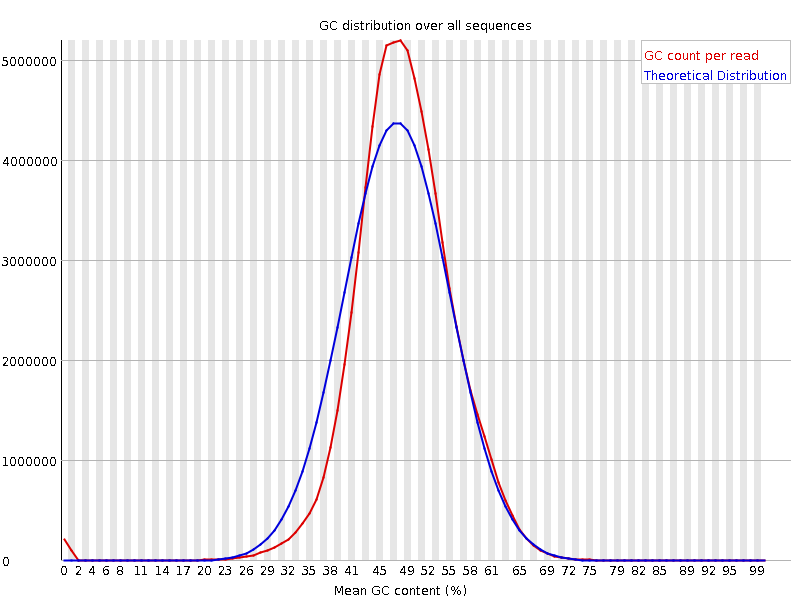 GC distribution over all sequences
GC count per read
Theoretical Distribution
5000000
4000000
3000000
2000000
1000000
0
0 2 4 6 8 11 14 17 20 23 26 29 32 35 38 41 45 49 52 55 58 61 65 69 72 75 79 82 85 89 92 95 99
Mean GC content (%)